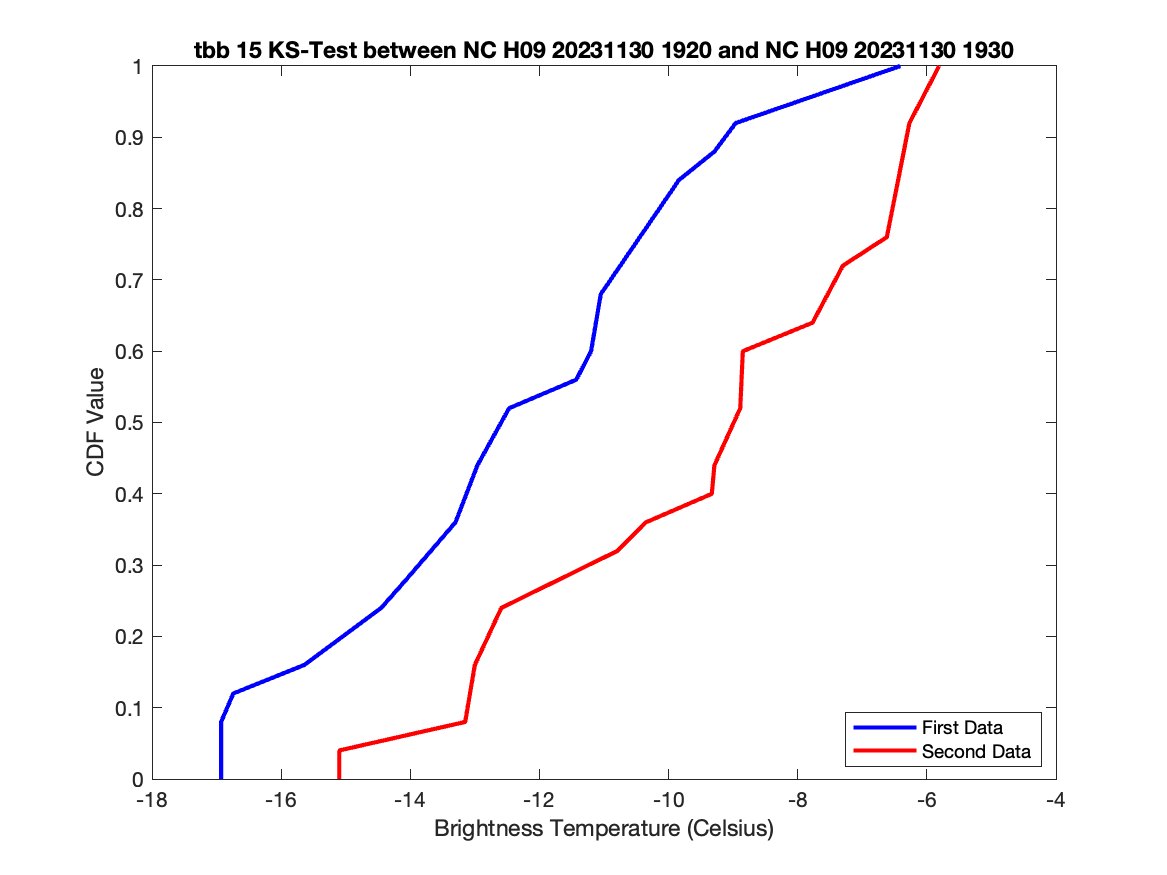 tbb 15 KS-Test between NC H09 20231130 1920 and NC H09 20231130 1930
1
0.9
0.8
0.7
0.6
0.5
0.4
0.3
0.2
0.1
0
CDF Value
First Data
Second Data
-18 -16 -14 -12 -10 -8 -6 -4
Brightness Temperature (Celsius)